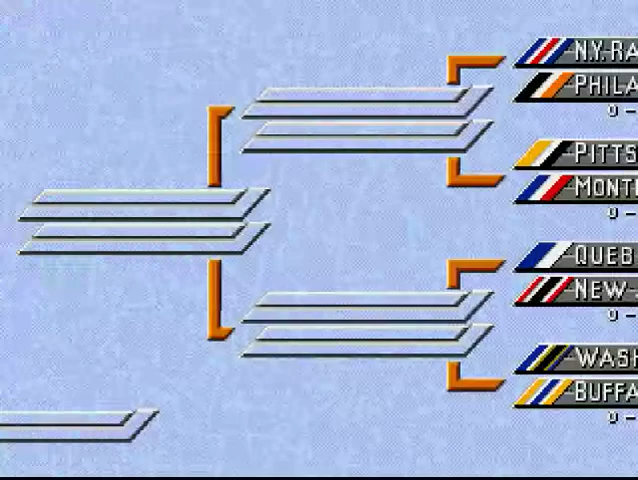 N.Y.RA
PHILA
0 -
PITTS
MONT
0 -
QUEB
NEW-
0 -
WASH
BUFFA
0 -